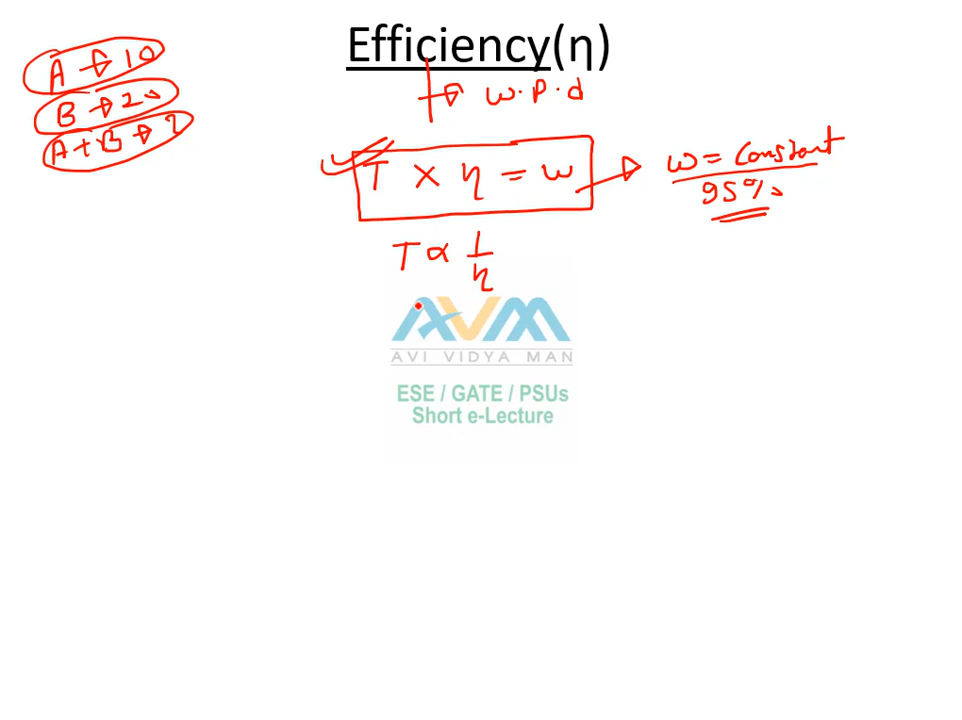 Efficiency(η)
A → 10
B → 20
A+B → ?
→ w.p.d
T × η = w → w = constant
95%
T ∝ 1/η
AVM
AVI VIDYA MAN
ESE / GATE / PSUs
Short e-Lecture